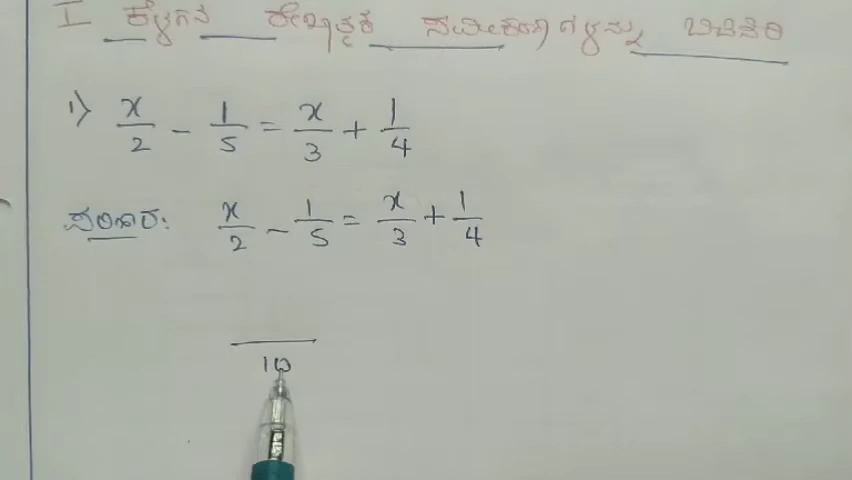 I ಕೆಳಗಿನ ರೇಖಾತ್ಮಕ ಸಮೀಕರಣಗಳನ್ನು ಬಿಡಿಸಿರಿ
1) x/2 - 1/5 = x/3 + 1/4
ಪರಿಹಾರ: x/2 - 1/5 = x/3 + 1/4
10